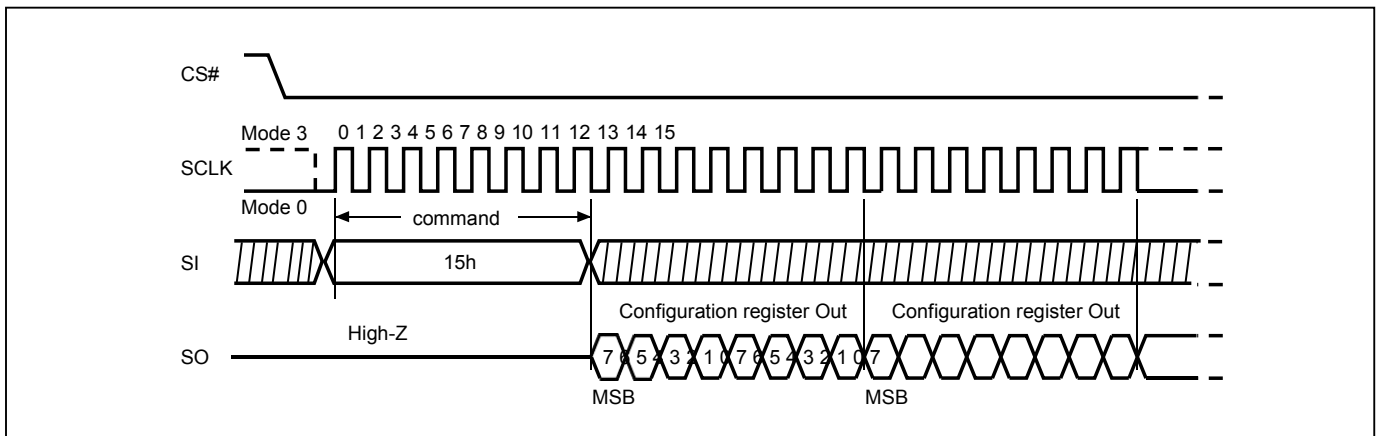 CS#
Mode 3 0 1 2 3 4 5 6 7 8 9 10 11 12 13 14 15
SCLK
Mode 0
command
SI 15h
Configuration register Out Configuration register Out
High-Z
SO 7 6 5 4 3 2 1 0 7 6 5 4 3 2 1 0 7
MSB MSB